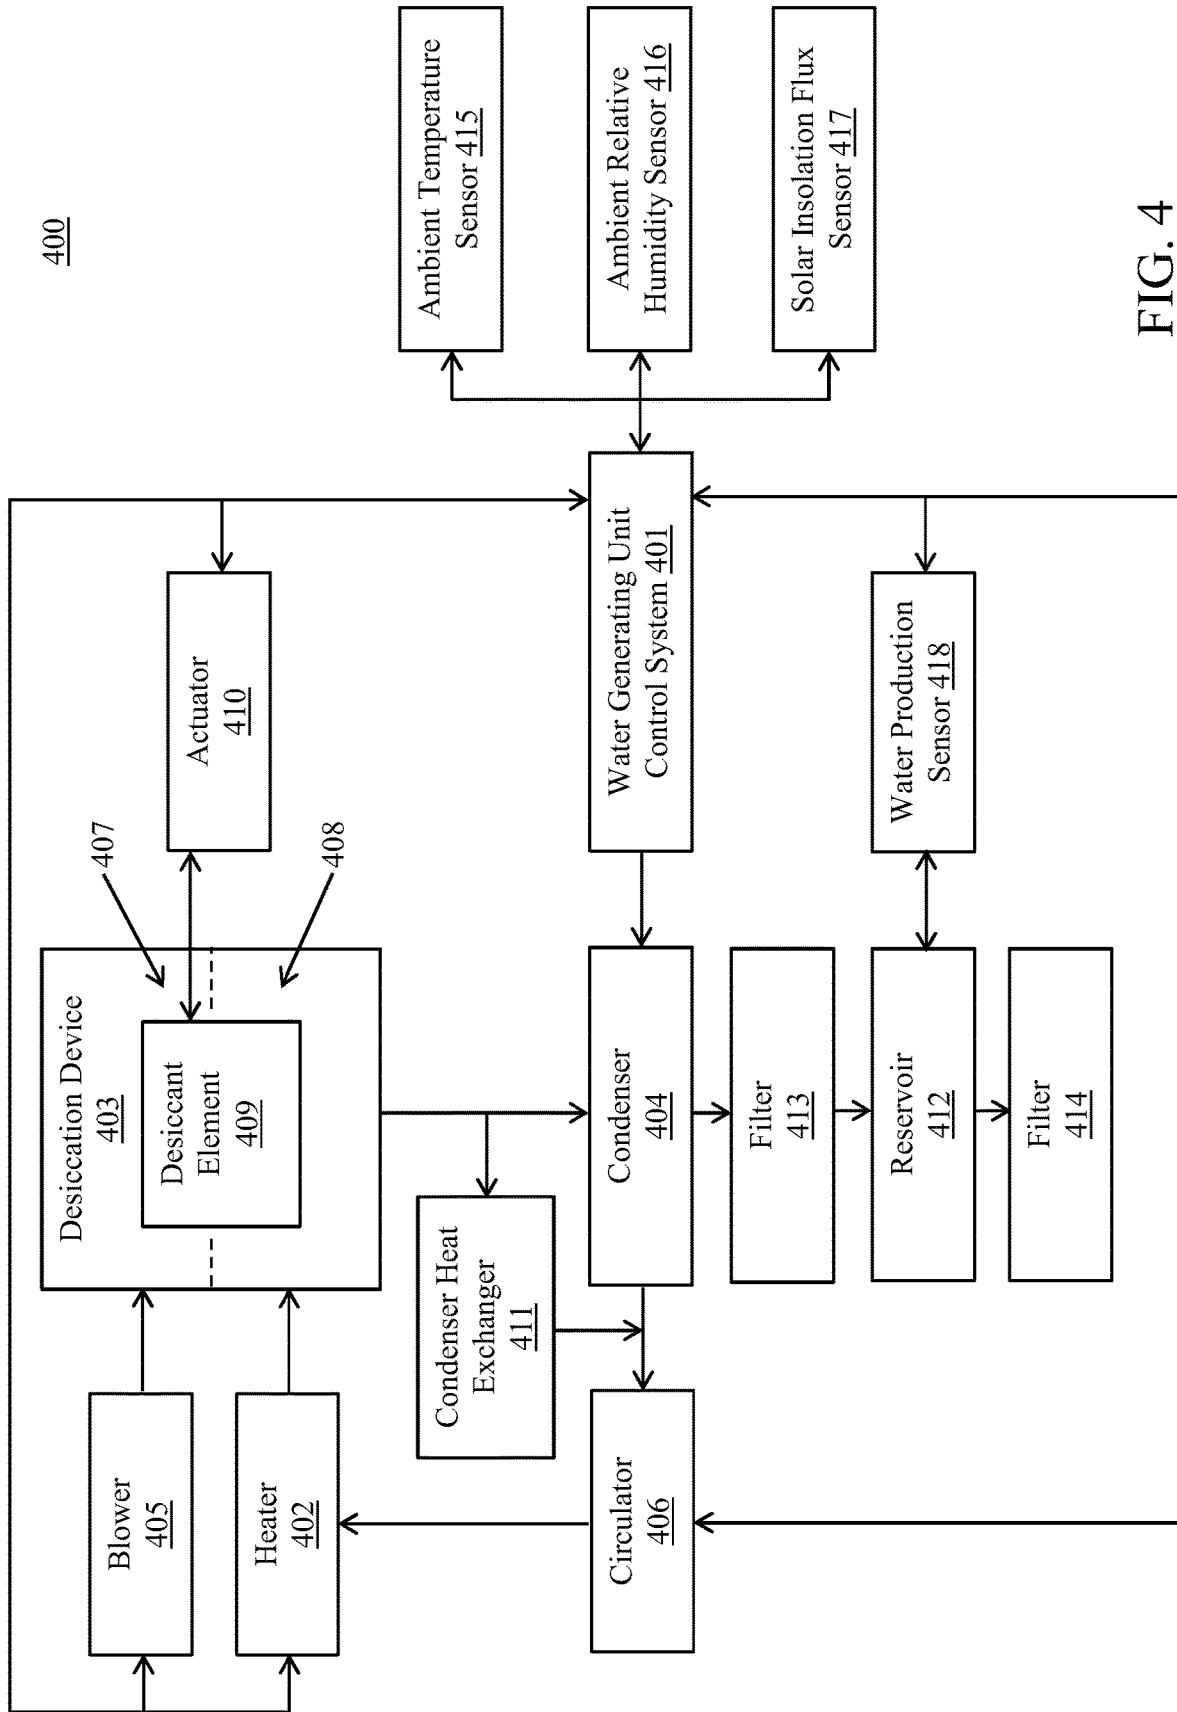 400
Blower
405
Heater
402
Desiccation Device
403
Desiccant
Element
409
407
408
Actuator
410
Condenser Heat
Exchanger
411
Circulator
406
Condenser
404
Water Generating Unit
Control System 401
Filter
413
Reservoir
412
Filter
414
Water Production
Sensor 418
Ambient Temperature
Sensor 415
Ambient Relative
Humidity Sensor 416
Solar Insolation Flux
Sensor 417
FIG. 4